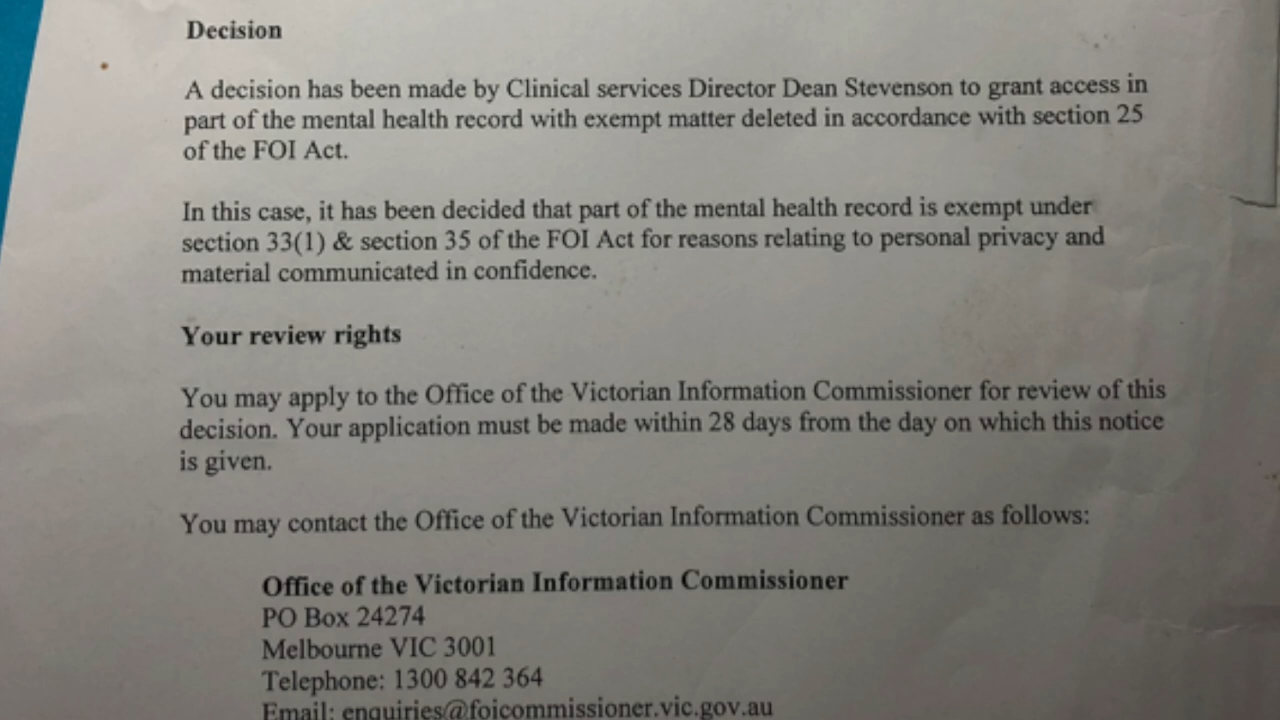 Decision
A decision has been made by Clinical services Director Dean Stevenson to grant access in
part of the mental health record with exempt matter deleted in accordance with section 25
of the FOI Act.
In this case, it has been decided that part of the mental health record is exempt under
section 33(1) & section 35 of the FOI Act for reasons relating to personal privacy and
material communicated in confidence.
Your review rights
You may apply to the Office of the Victorian Information Commissioner for review of this
decision. Your application must be made within 28 days from the day on which this notice
is given.
You may contact the Office of the Victorian Information Commissioner as follows:
Office of the Victorian Information Commissioner
PO Box 24274
Melbourne VIC 3001
Telephone: 1300 842 364
Email: enquiries@foicommissioner.vic.gov.au